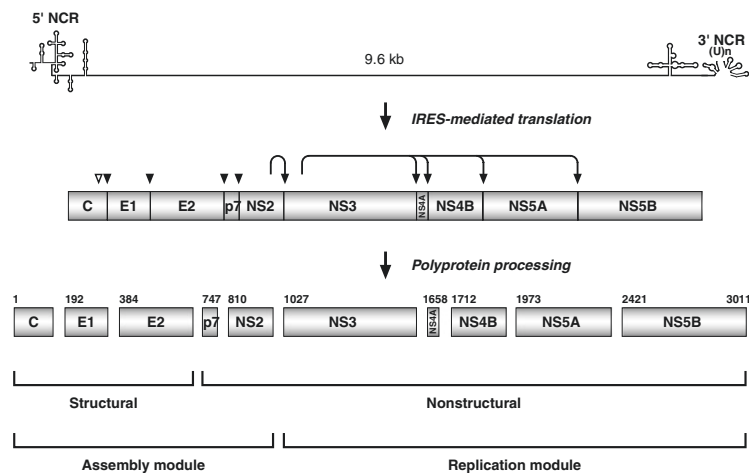 5' NCR
3' NCR
(U)n
9.6 kb
IRES-mediated translation
C E1 E2 p7 NS2 NS3 NS4A NS4B NS5A NS5B
Polyprotein processing
1 192 384 747 810 1027 1658 1712 1973 2421 3011
C E1 E2 p7 NS2 NS3 NS4A NS4B NS5A NS5B
Structural Nonstructural
Assembly module Replication module